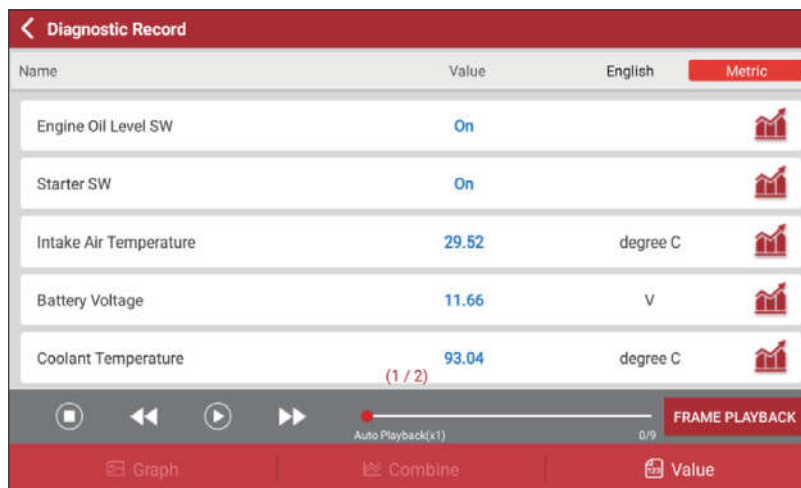 Diagnostic Record
Name Value English Metric
Engine Oil Level SW On
Starter SW On
Intake Air Temperature 29.52 degree C
Battery Voltage 11.66 V
Coolant Temperature 93.04 degree C
(1 / 2)
Auto Playback(x1) 0/9 FRAME PLAYBACK
Graph Combine 123 Value